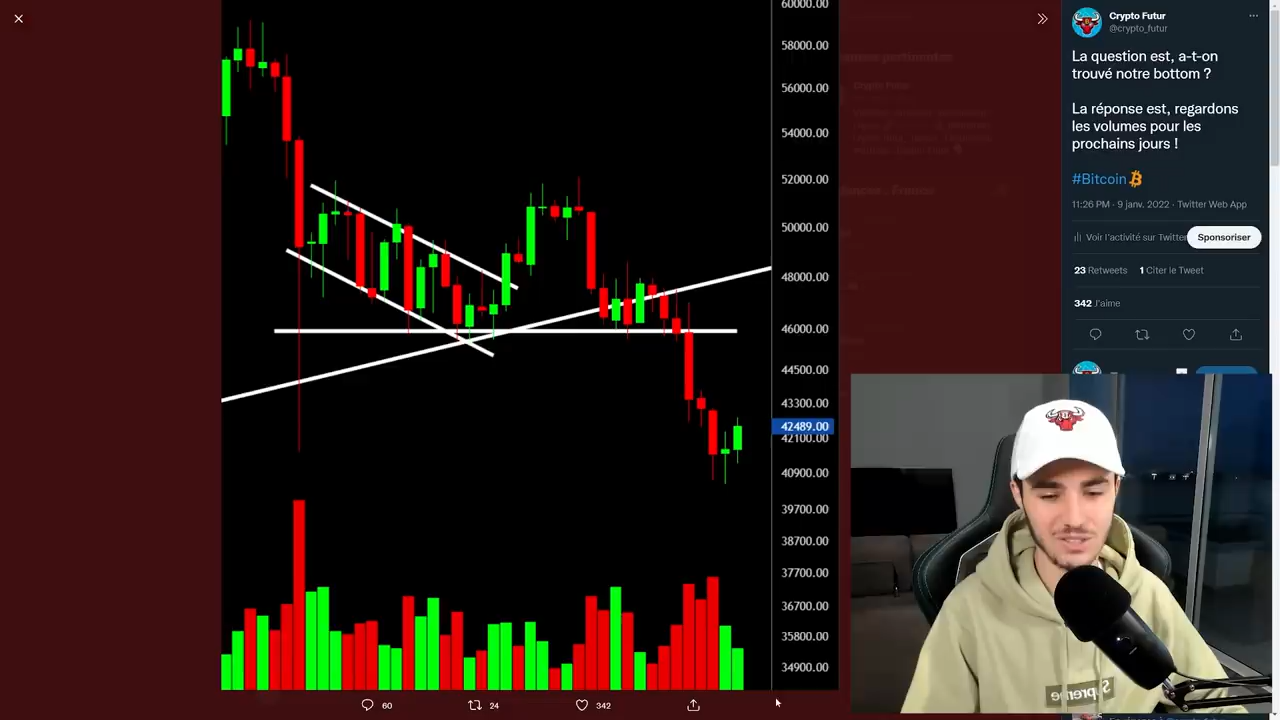 60000.00
58000.00
56000.00
54000.00
52000.00
50000.00
48000.00
46000.00
44500.00
43300.00
42489.00
42100.00
40900.00
39700.00
38700.00
37700.00
36700.00
35800.00
34900.00
60
24
342
Crypto Futur
@crypto_futur
La question est, a-t-on
trouvé notre bottom ?
La réponse est, regardons
les volumes pour les
prochains jours !
#Bitcoin
11:26 PM · 9 janv. 2022 · Twitter Web App
Voir l'activité sur Twitter
Sponsoriser
23 Retweets 1 Citer le Tweet
342 J'aime
Supreme